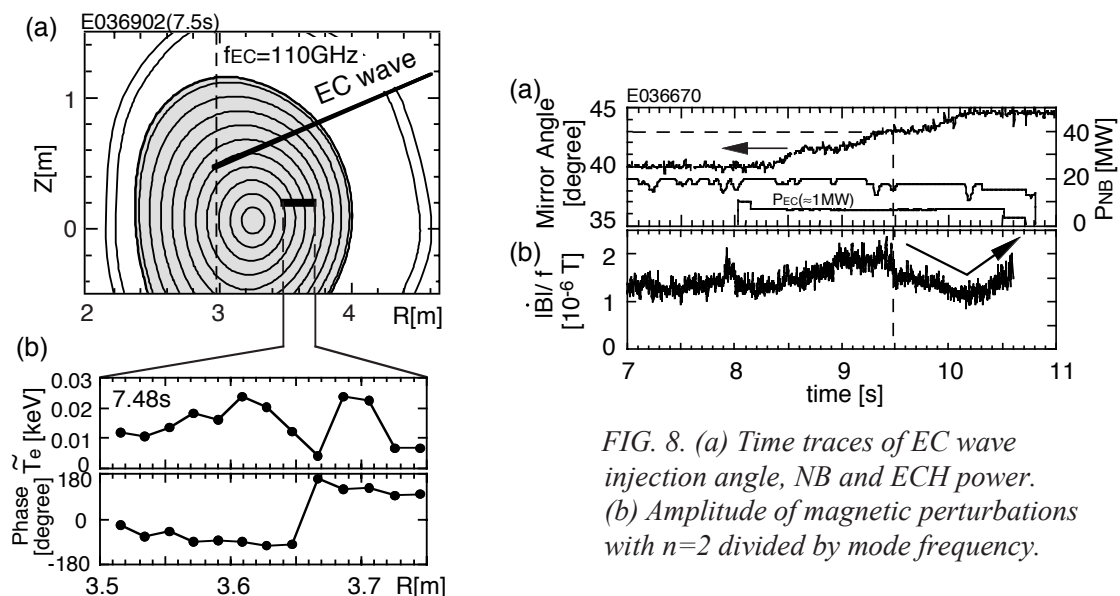 E036902(7.5s)
(a)
fEC=110GHz
EC wave
1
Z[m]
0
2
3
4
R[m]
(b)
0.03
7.48s
0.02
0.01
0
T̃e [keV]
180
0
-180
Phase
[degree]
3.5
3.6
3.7
R[m]
(a)
E036670
45
40
35
Mirror Angle
[degree]
40
20
0
PNB [MW]
PEC(≈1MW)
(b)
2
1
0
|Ḃ|/ f
[10-6 T]
7
8
9
10
11
time [s]
FIG. 8. (a) Time traces of EC wave
injection angle, NB and ECH power.
(b) Amplitude of magnetic perturbations
with n=2 divided by mode frequency.